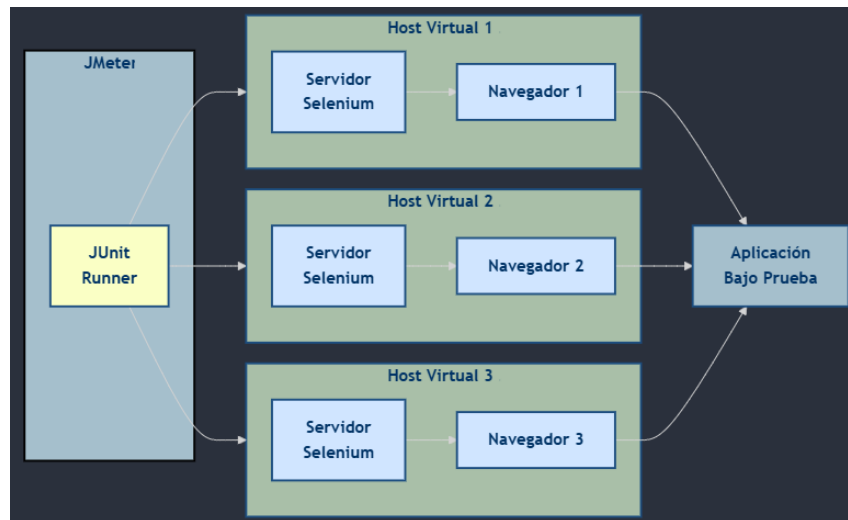 JMeter
JUnit
Runner
Host Virtual 1
Servidor
Selenium
Navegador 1
Host Virtual 2
Servidor
Selenium
Navegador 2
Host Virtual 3
Servidor
Selenium
Navegador 3
Aplicación
Bajo Prueba